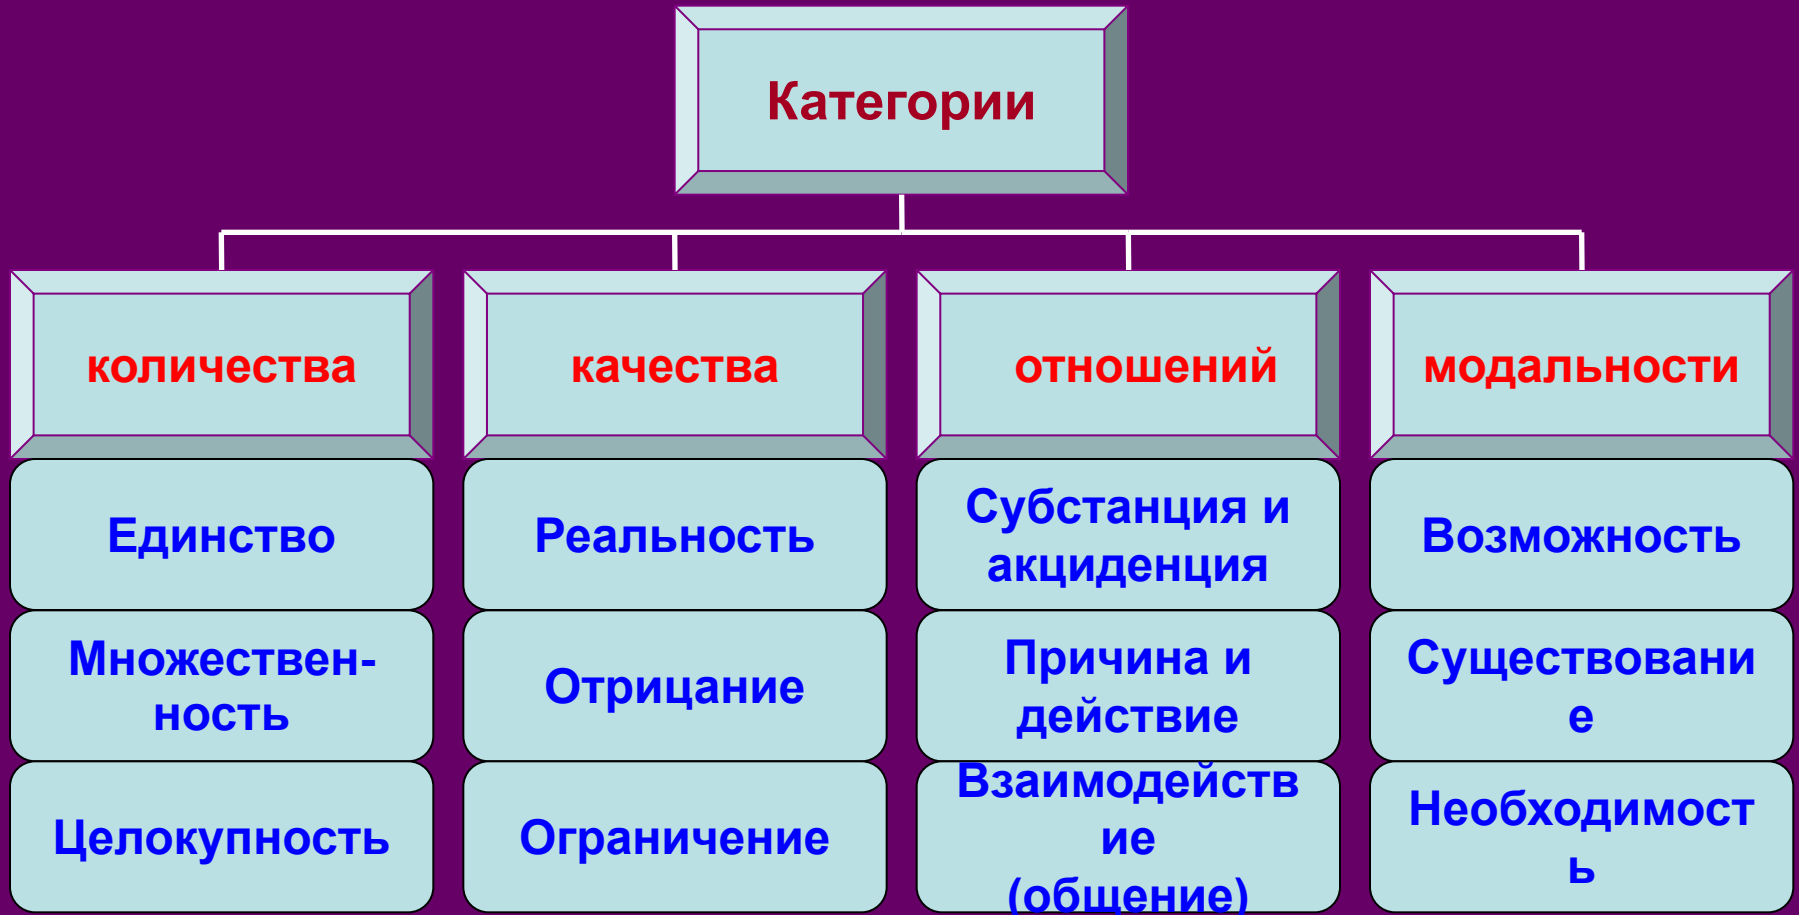 Категории
количества
качества
отношений
модальности
Единство
Реальность
Субстанция и
акциденция
Возможность
Множествен-
ность
Отрицание
Причина и
действие
Существовани
е
Целокупность
Ограничение
Взаимодейств
ие
(общение)
Необходимост
ь